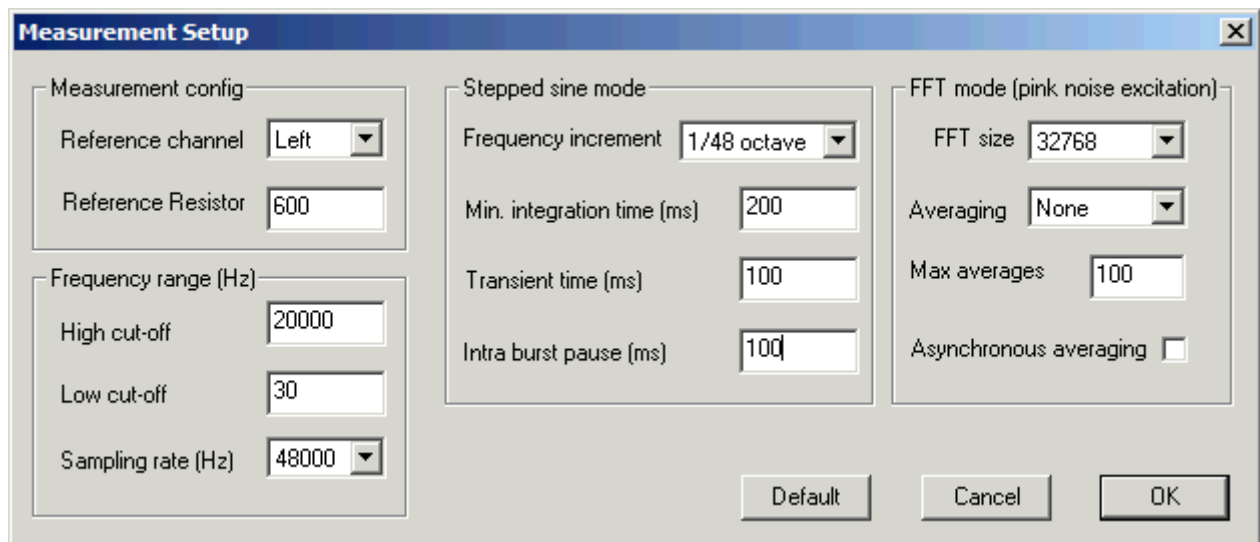 Measurement Setup
Measurement config
Reference channel Left
Reference Resistor 600
Frequency range (Hz)
High cut-off 20000
Low cut-off 30
Sampling rate (Hz) 48000
Stepped sine mode
Frequency increment 1/48 octave
Min. integration time (ms) 200
Transient time (ms) 100
Intra burst pause (ms) 100
FFT mode (pink noise excitation)
FFT size 32768
Averaging None
Max averages 100
Asynchronous averaging
Default Cancel OK